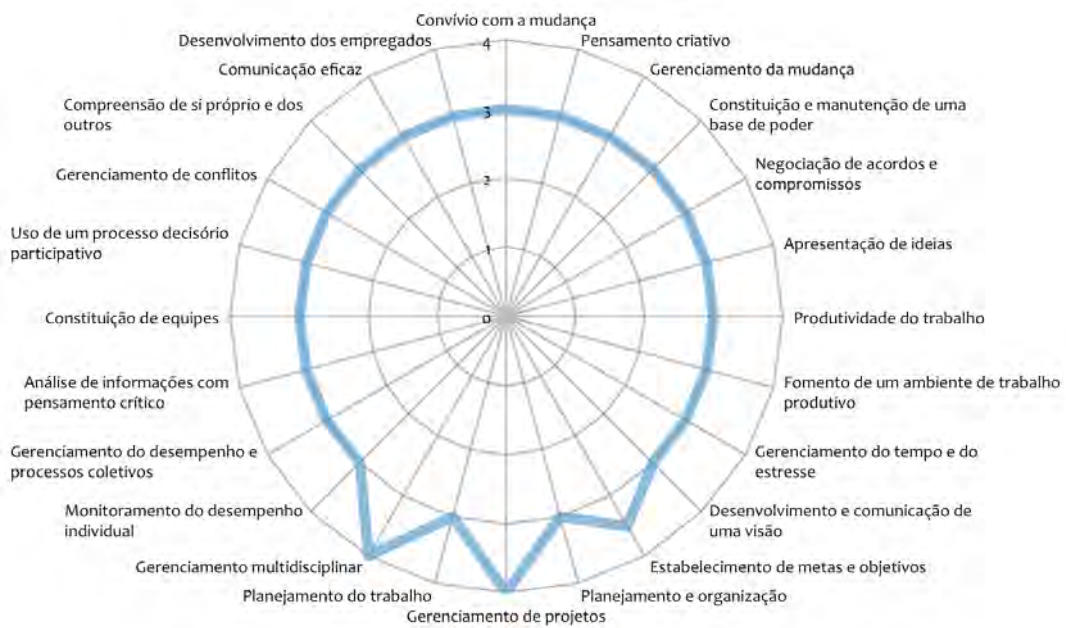 Convívio com a mudança
Pensamento criativo
Gerenciamento da mudança
Constituição e manutenção de uma
base de poder
Negociação de acordos e
compromissos
Apresentação de ideias
Produtividade do trabalho
Fomento de um ambiente de trabalho
produtivo
Gerenciamento do tempo e do
estresse
Desenvolvimento e comunicação de
uma visão
Estabelecimento de metas e objetivos
Planejamento e organização
Gerenciamento de projetos
Planejamento do trabalho
Gerenciamento multidisciplinar
Monitoramento do desempenho
individual
Gerenciamento do desempenho e
processos coletivos
Análise de informações com
pensamento crítico
Constituição de equipes
Uso de um processo decisório
participativo
Gerenciamento de conflitos
Compreensão de si próprio e dos
outros
Comunicação eficaz
Desenvolvimento dos empregados
4
3
2
1
0